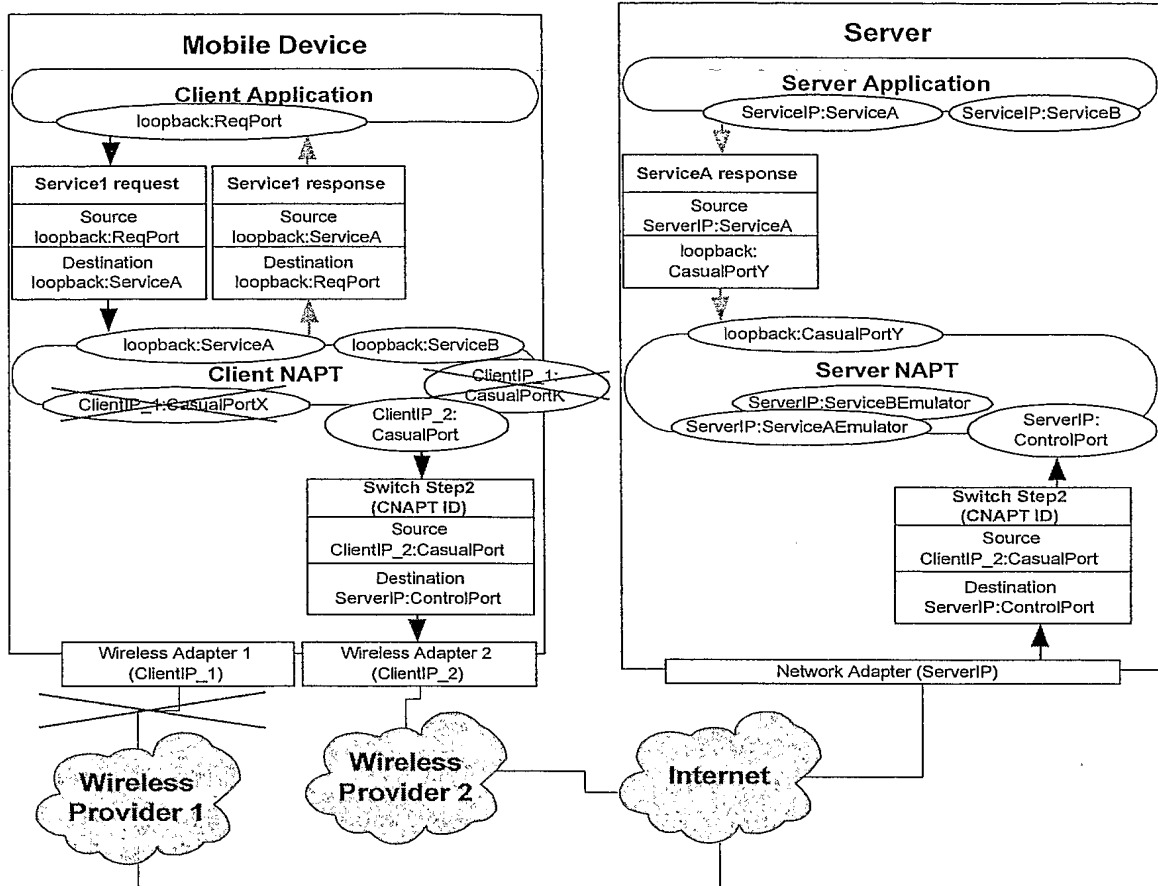 Mobile Device
Client Application
loopback:ReqPort
Service1 request
Source
loopback:ReqPort
Destination
loopback:ServiceA
Service1 response
Source
loopback:ServiceA
Destination
loopback:ReqPort
loopback:ServiceA
loopback:ServiceB
Client NAPT
ClientIP_1:CasualPortX
ClientIP_1:
CasualPortK
ClientIP_2:
CasualPort
Switch Step2
(CNAPT ID)
Source
ClientIP_2:CasualPort
Destination
ServerIP:ControlPort
Wireless Adapter 1
(ClientIP_1)
Wireless Adapter 2
(ClientIP_2)
Wireless
Provider 1
Wireless
Provider 2
Internet
Server
Server Application
ServiceIP:ServiceA
ServiceIP:ServiceB
ServiceA response
Source
ServerIP:ServiceA
loopback:
CasualPortY
loopback:CasualPortY
Server NAPT
ServerIP:ServiceBEmulator
ServerIP:ServiceAEmulator
ServerIP:
ControlPort
Switch Step2
(CNAPT ID)
Source
ClientIP_2:CasualPort
Destination
ServerIP:ControlPort
Network Adapter (ServerIP)